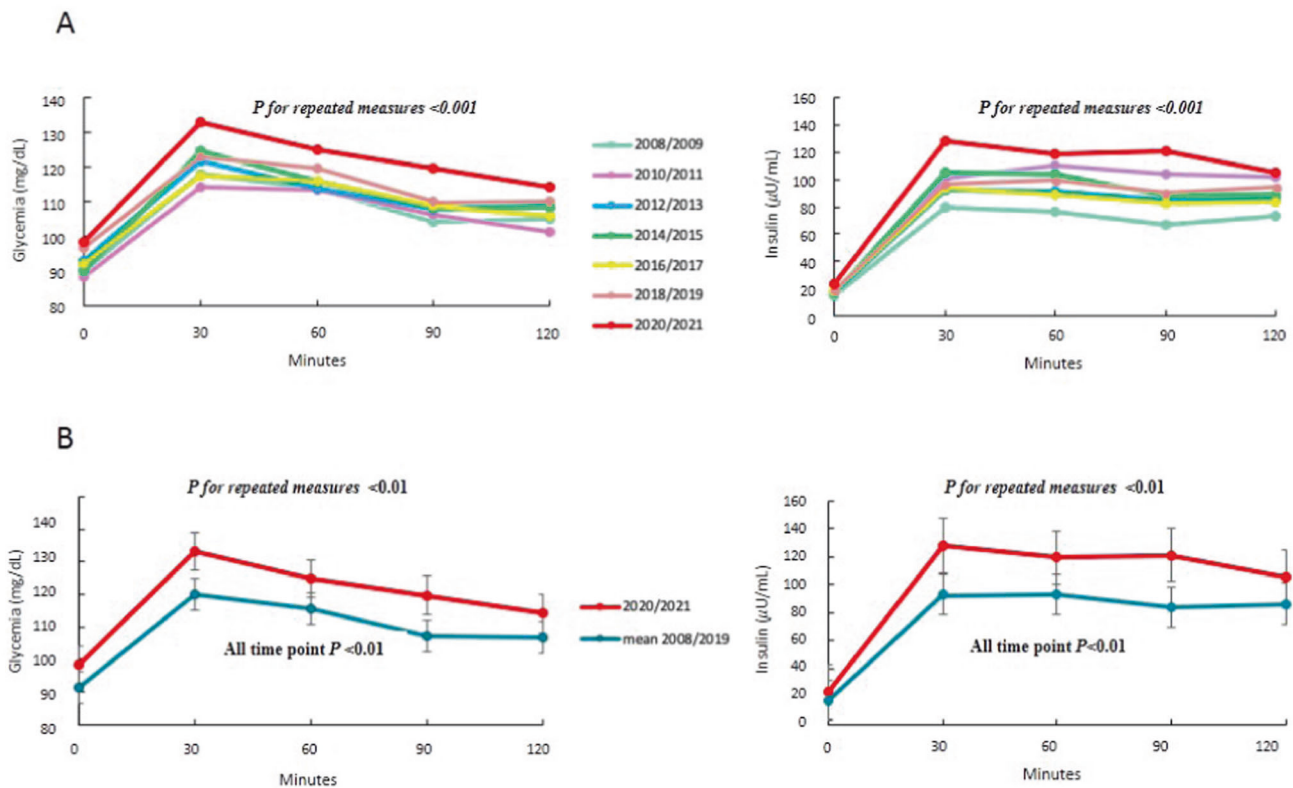 A
P for repeated measures <0.001
Glycemia (mg/dL)
140
130
120
110
100
90
80
0 30 60 90 120
Minutes
2008/2009
2010/2011
2012/2013
2014/2015
2016/2017
2018/2019
2020/2021
P for repeated measures <0.001
Insulin (µU/mL)
160
140
120
100
80
60
40
20
0
0 30 60 90 120
Minutes
B
P for repeated measures <0.01
Glycemia (mg/dL)
140
130
120
110
100
90
80
All time point P <0.01
0 30 60 90 120
Minutes
2020/2021
mean 2008/2019
P for repeated measures <0.01
Insulin (µU/mL)
160
140
120
100
80
60
40
20
0
All time point P<0.01
0 30 60 90 120
Minutes